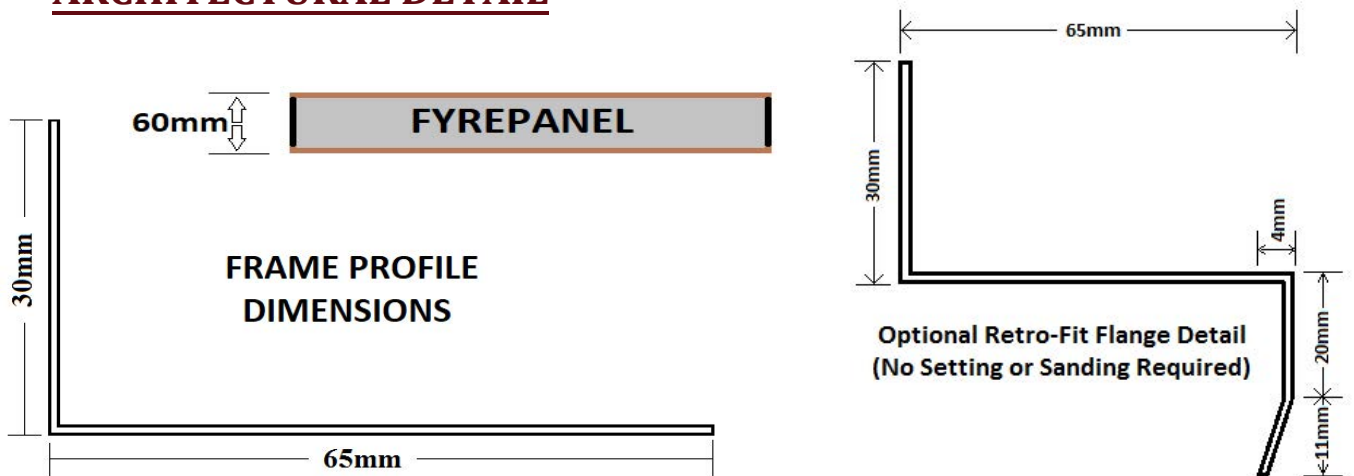 ARCHITECTURAL DETAIL
60mm
FYREPANEL
30mm
FRAME PROFILE
DIMENSIONS
65mm
65mm
30mm
4mm
Optional Retro-Fit Flange Detail
(No Setting or Sanding Required)
20mm
11mm